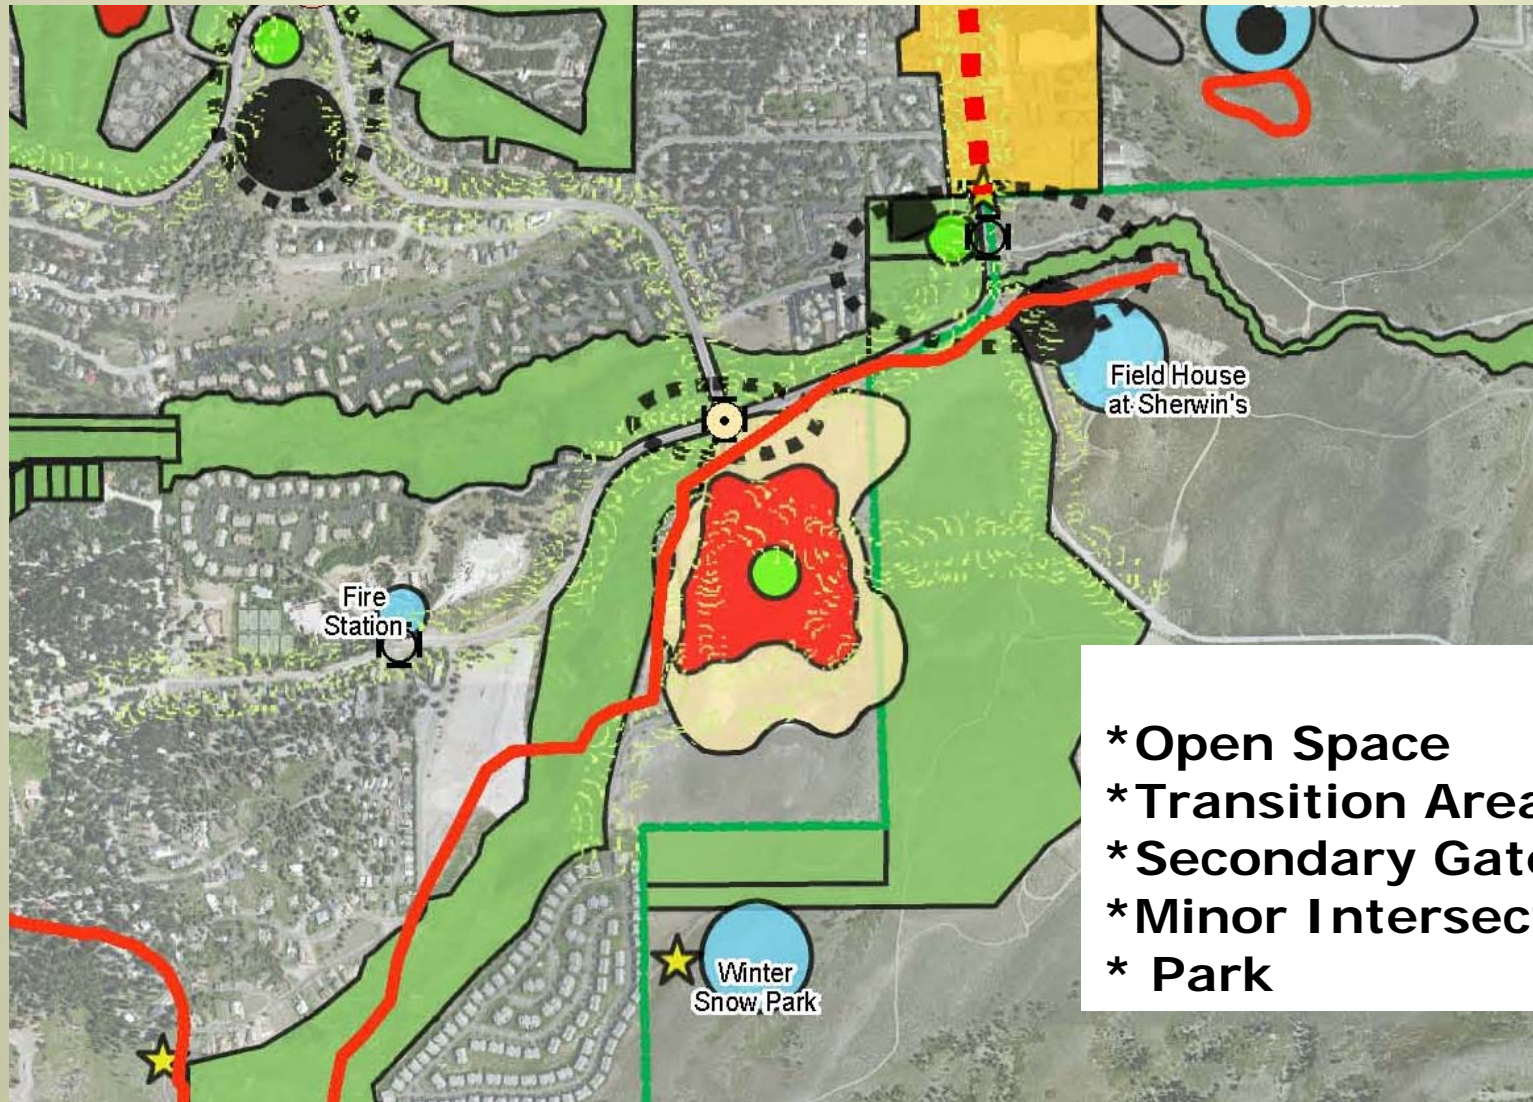 Field House
at Sherwin's
Fire
Station
*Open Space
*Transition Area
*Secondary Gate
*Minor Intersec
* Park
Winter
Snow Park